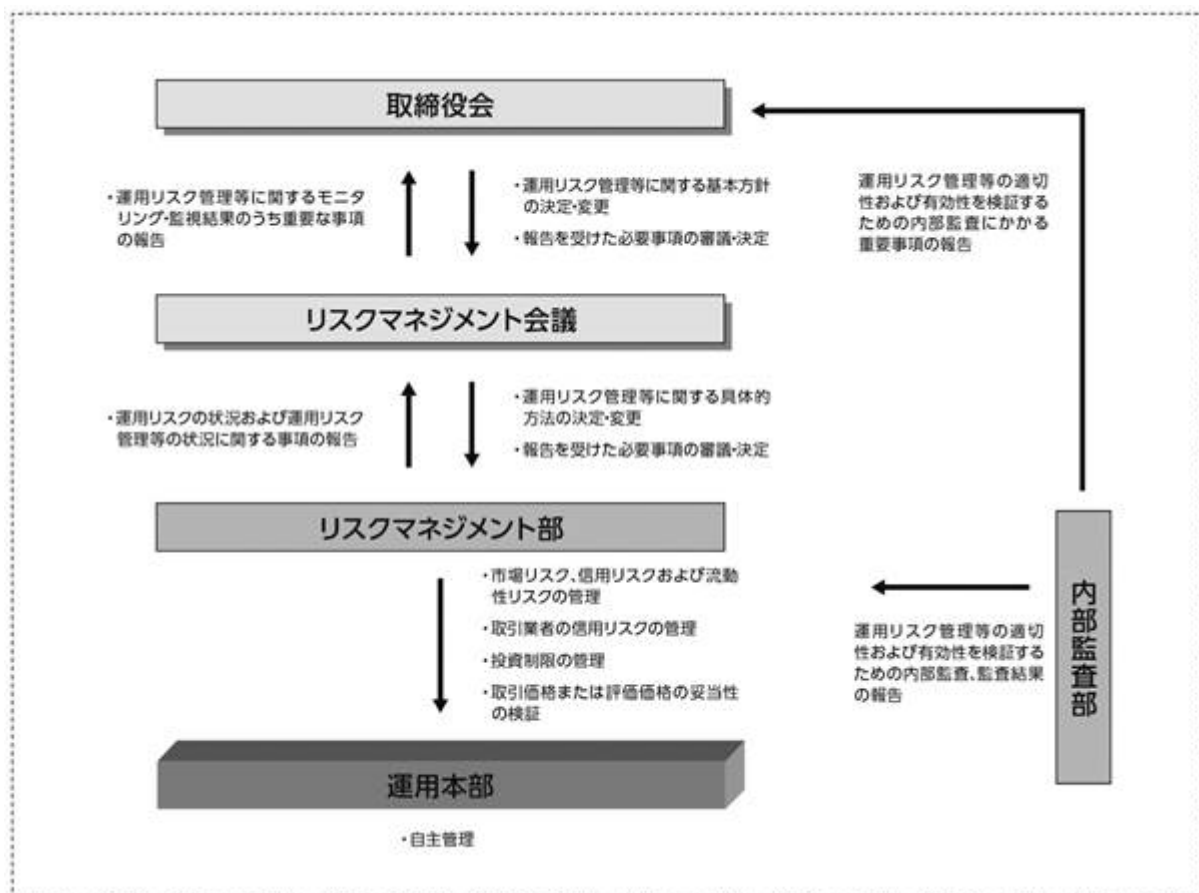 取締役会
・運用リスク管理等に関するモニタ
リング・監視結果のうち重要な事項
の報告
・運用リスク管理等に関する基本方針
の決定・変更
・報告を受けた必要事項の審議・決定
運用リスク管理等の適切
性および有効性を検証する
ための内部監査にかかる
重要事項の報告
リスクマネジメント会議
・運用リスクの状況および運用リスク
管理等の状況に関する事項の報告
・運用リスク管理等に関する具体的
方法の決定・変更
・報告を受けた必要事項の審議・決定
リスクマネジメント部
・市場リスク、信用リスクおよび流動
性リスクの管理
・取引業者の信用リスクの管理
・投資制限の管理
・取引価格または評価価格の妥当性
の検証
運用リスク管理等の適切
性および有効性を検証する
ための内部監査、監査結果
の報告
内部監査部
運用本部
・自主管理